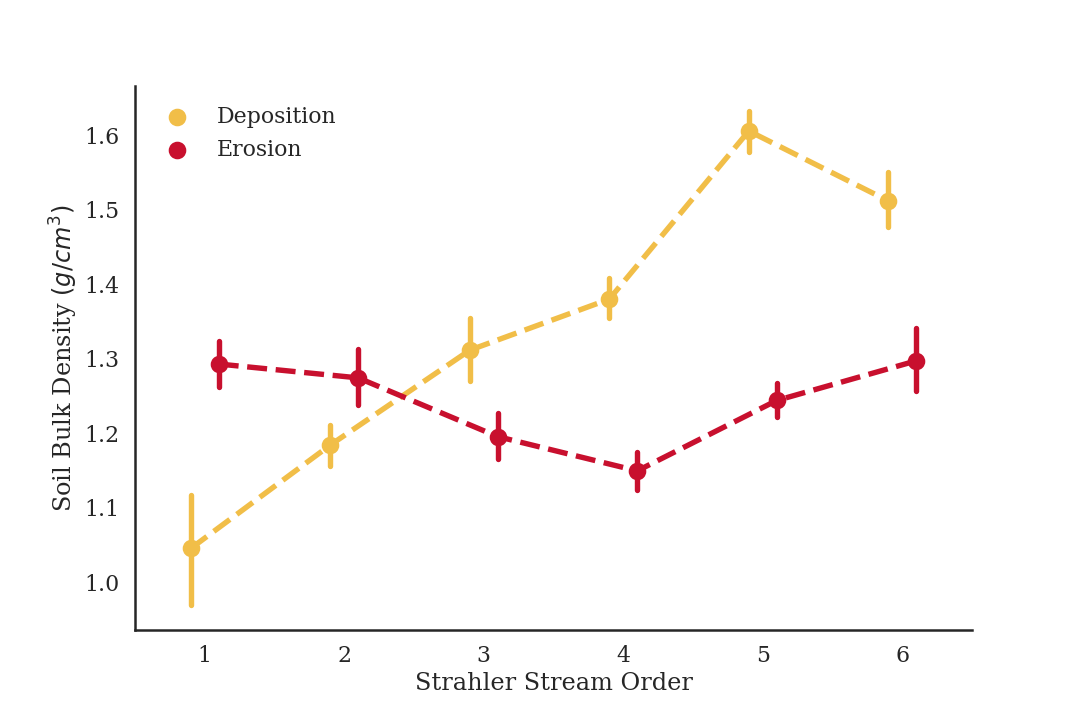 Deposition
Erosion
1.6
1.5
1.4
1.3
1.2
1.1
1.0
Soil Bulk Density (g/cm³)
1 2 3 4 5 6
Strahler Stream Order